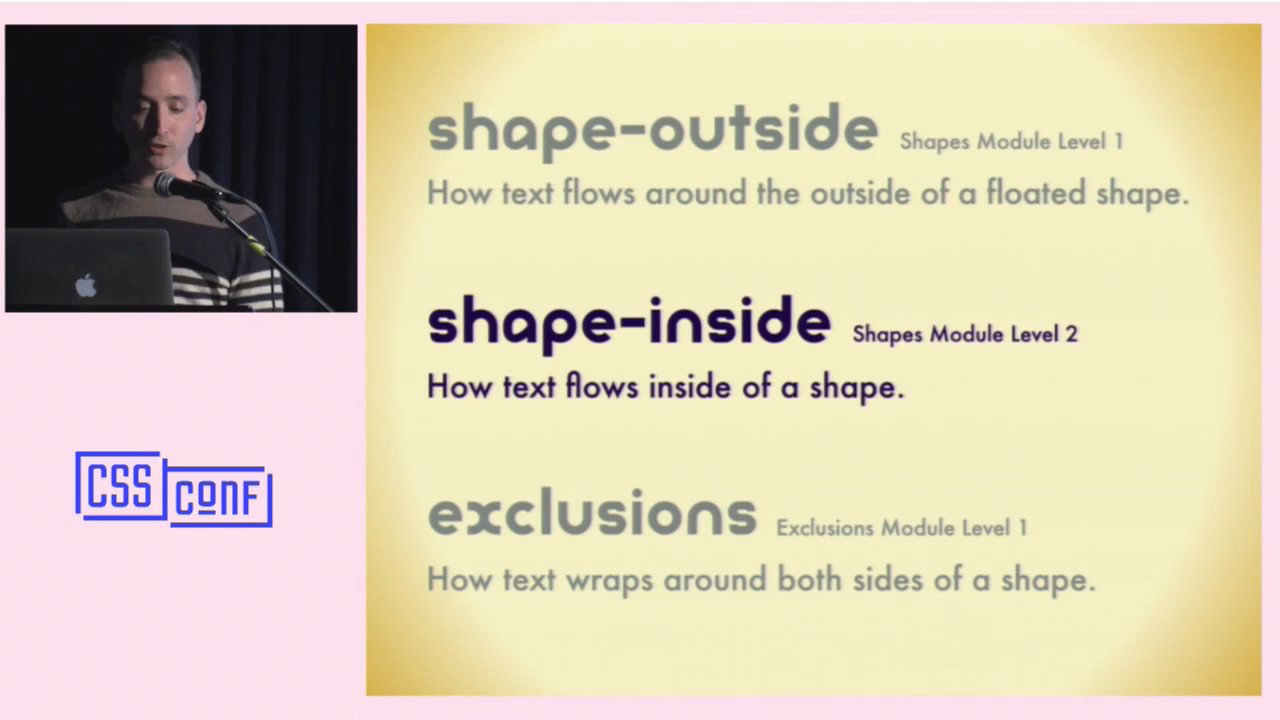 shape-outside Shapes Module Level 1
How text flows around the outside of a floated shape.
shape-inside Shapes Module Level 2
How text flows inside of a shape.
exclusions Exclusions Module Level 1
How text wraps around both sides of a shape.
CSS
CONF